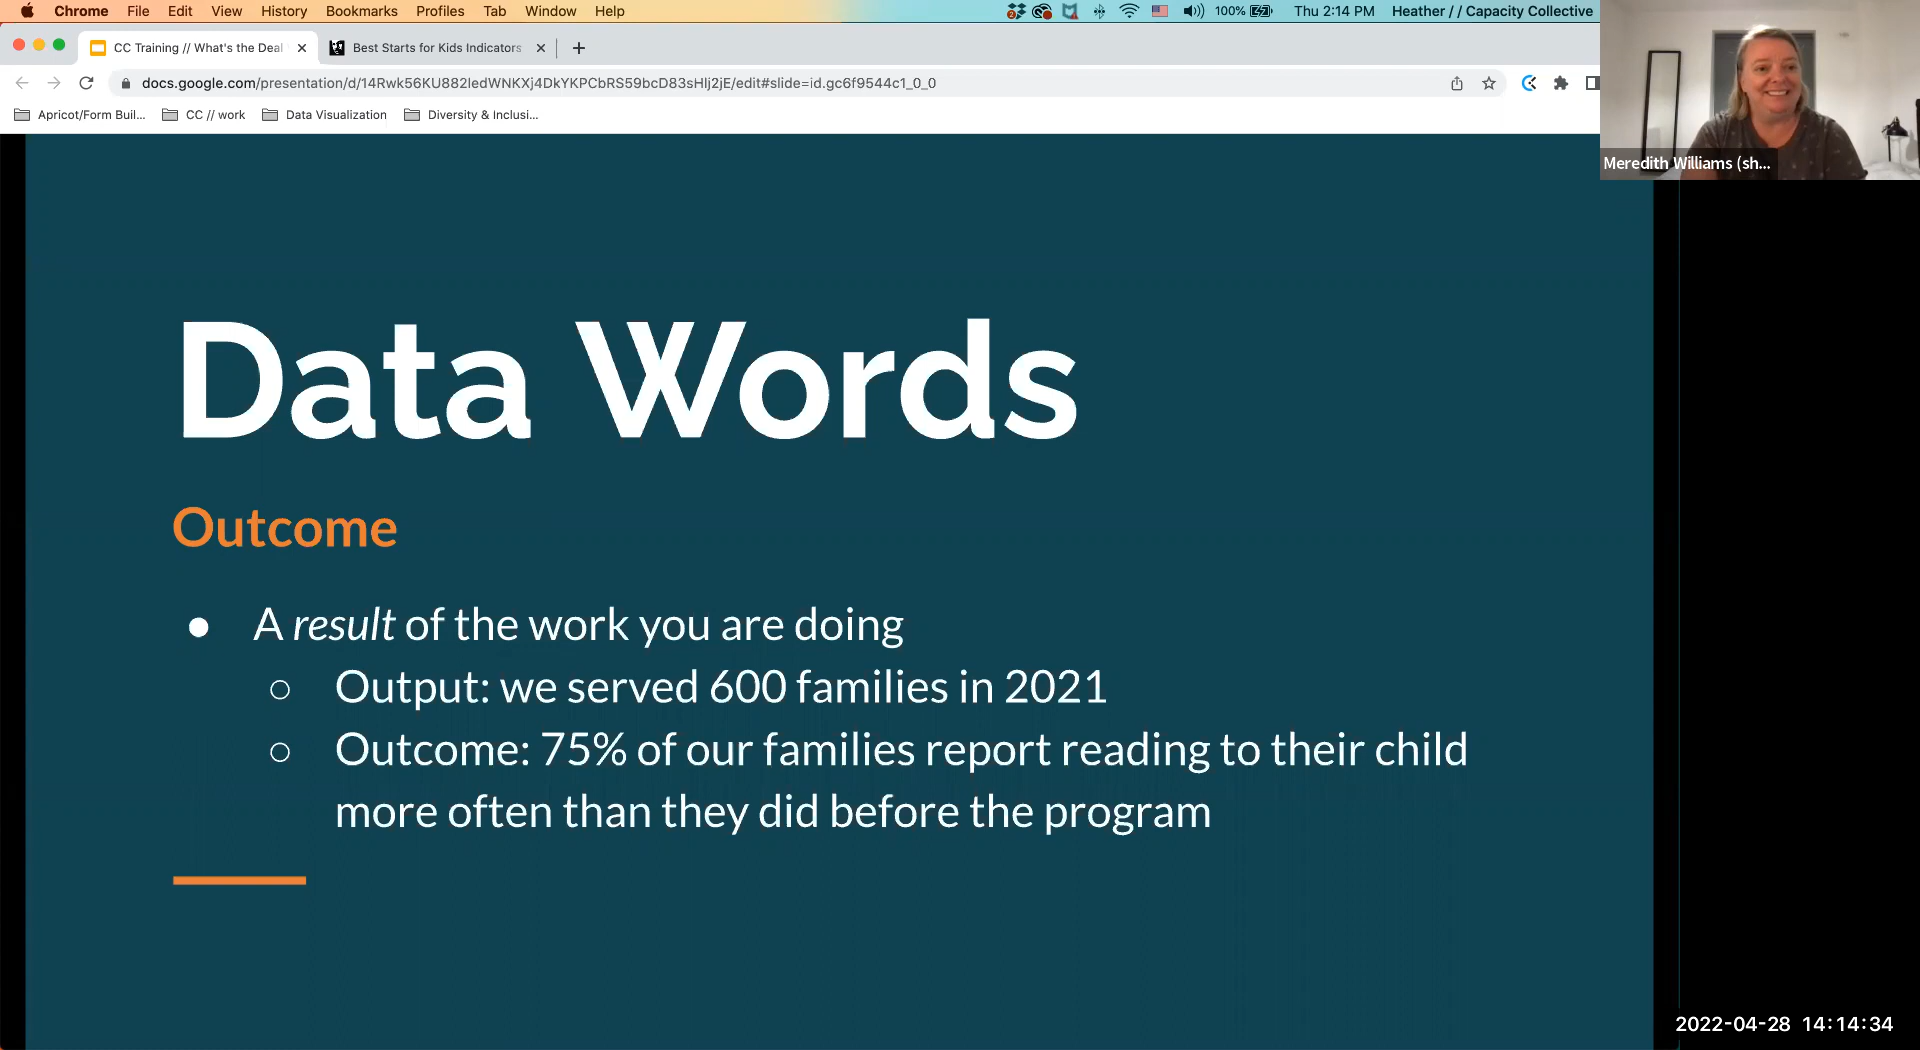 Chrome File Edit View History Bookmarks Profiles Tab Window Help 100% Thu 2:14 PM Heather // Capacity Collective
CC Training // What's the Deal Best Starts for Kids Indicators
docs.google.com/presentation/d/14Rwk56KU882ledWNKXj4DkYKPCbRS59bcD83sHlj2jE/edit#slide=id.gc6f9544c1_0_0
Apricot/Form Buil... CC // work Data Visualization Diversity & Inclusi...
Meredith Williams (sh...
Data Words
Outcome
A result of the work you are doing
Output: we served 600 families in 2021
Outcome: 75% of our families report reading to their child
more often than they did before the program
2022-04-28 14:14:34